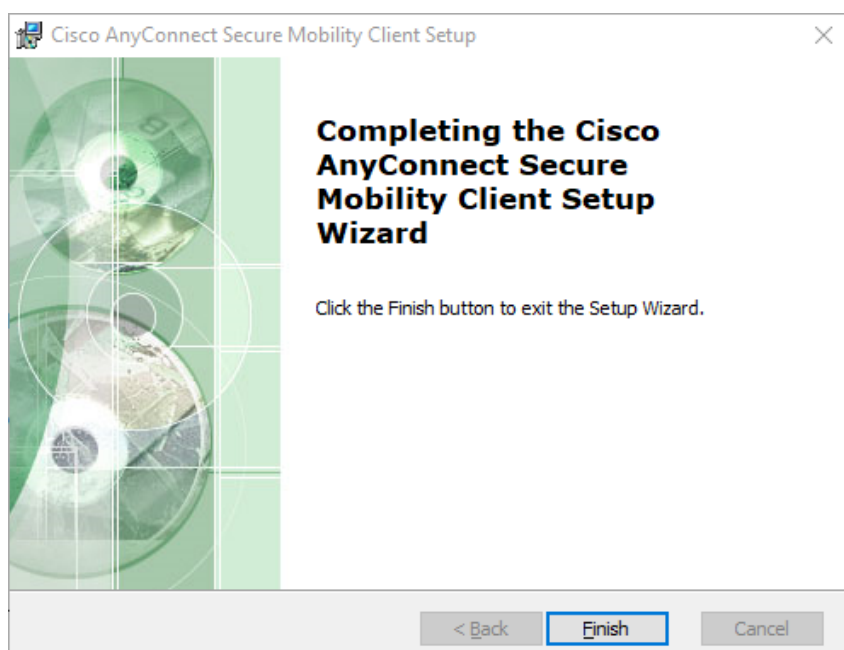 Cisco AnyConnect Secure Mobility Client Setup
Completing the Cisco
AnyConnect Secure
Mobility Client Setup
Wizard
Click the Finish button to exit the Setup Wizard.
< Back
Finish
Cancel